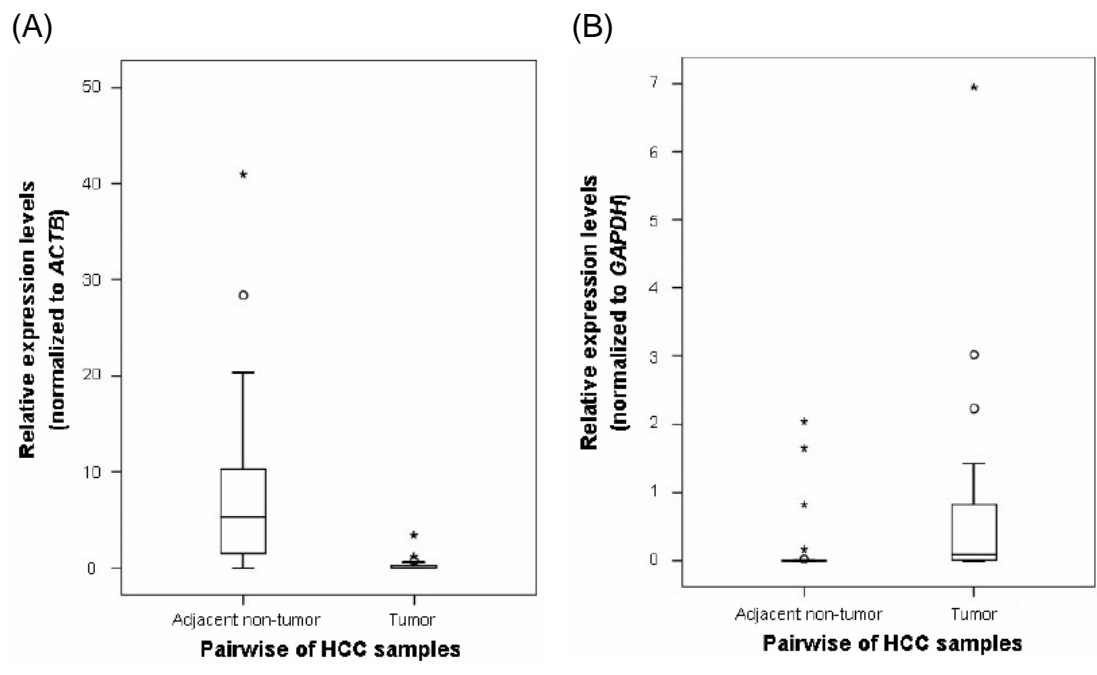 (A)
Relative expression levels
(normalized to ACTB)
50
40
30
20
10
0
Adjacent non-tumor
Tumor
Pairwise of HCC samples
(B)
Relative expression levels
(normalized to GAPDH)
7
6
5
4
3
2
1
0
Adjacent non-tumor
Tumor
Pairwise of HCC samples